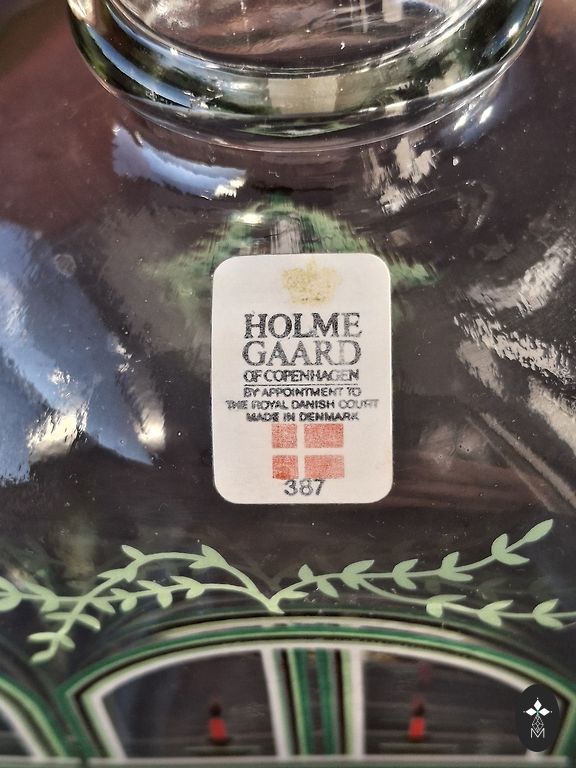 HOLME
GAARD
OF COPENHAGEN
BY APPOINTMENT TO
THE ROYAL DANISH COURT
MADE IN DENMARK
387
M